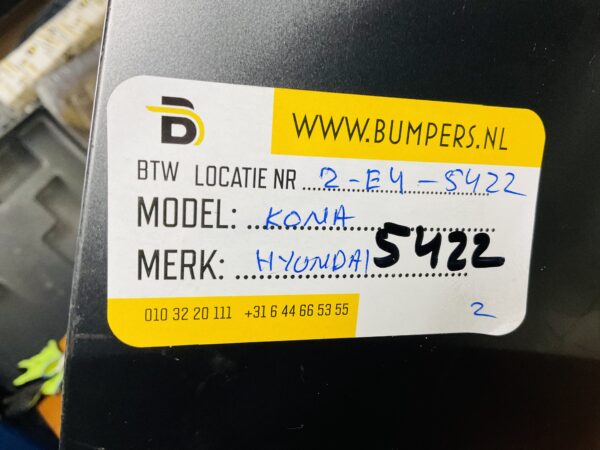 B WWW.BUMPERS.NL
BTW LOCATIE NR 2-E4-5422
MODEL: KONA
MERK: HYUNDAI 5422
010 32 20 111 +31 6 44 66 53 55 2